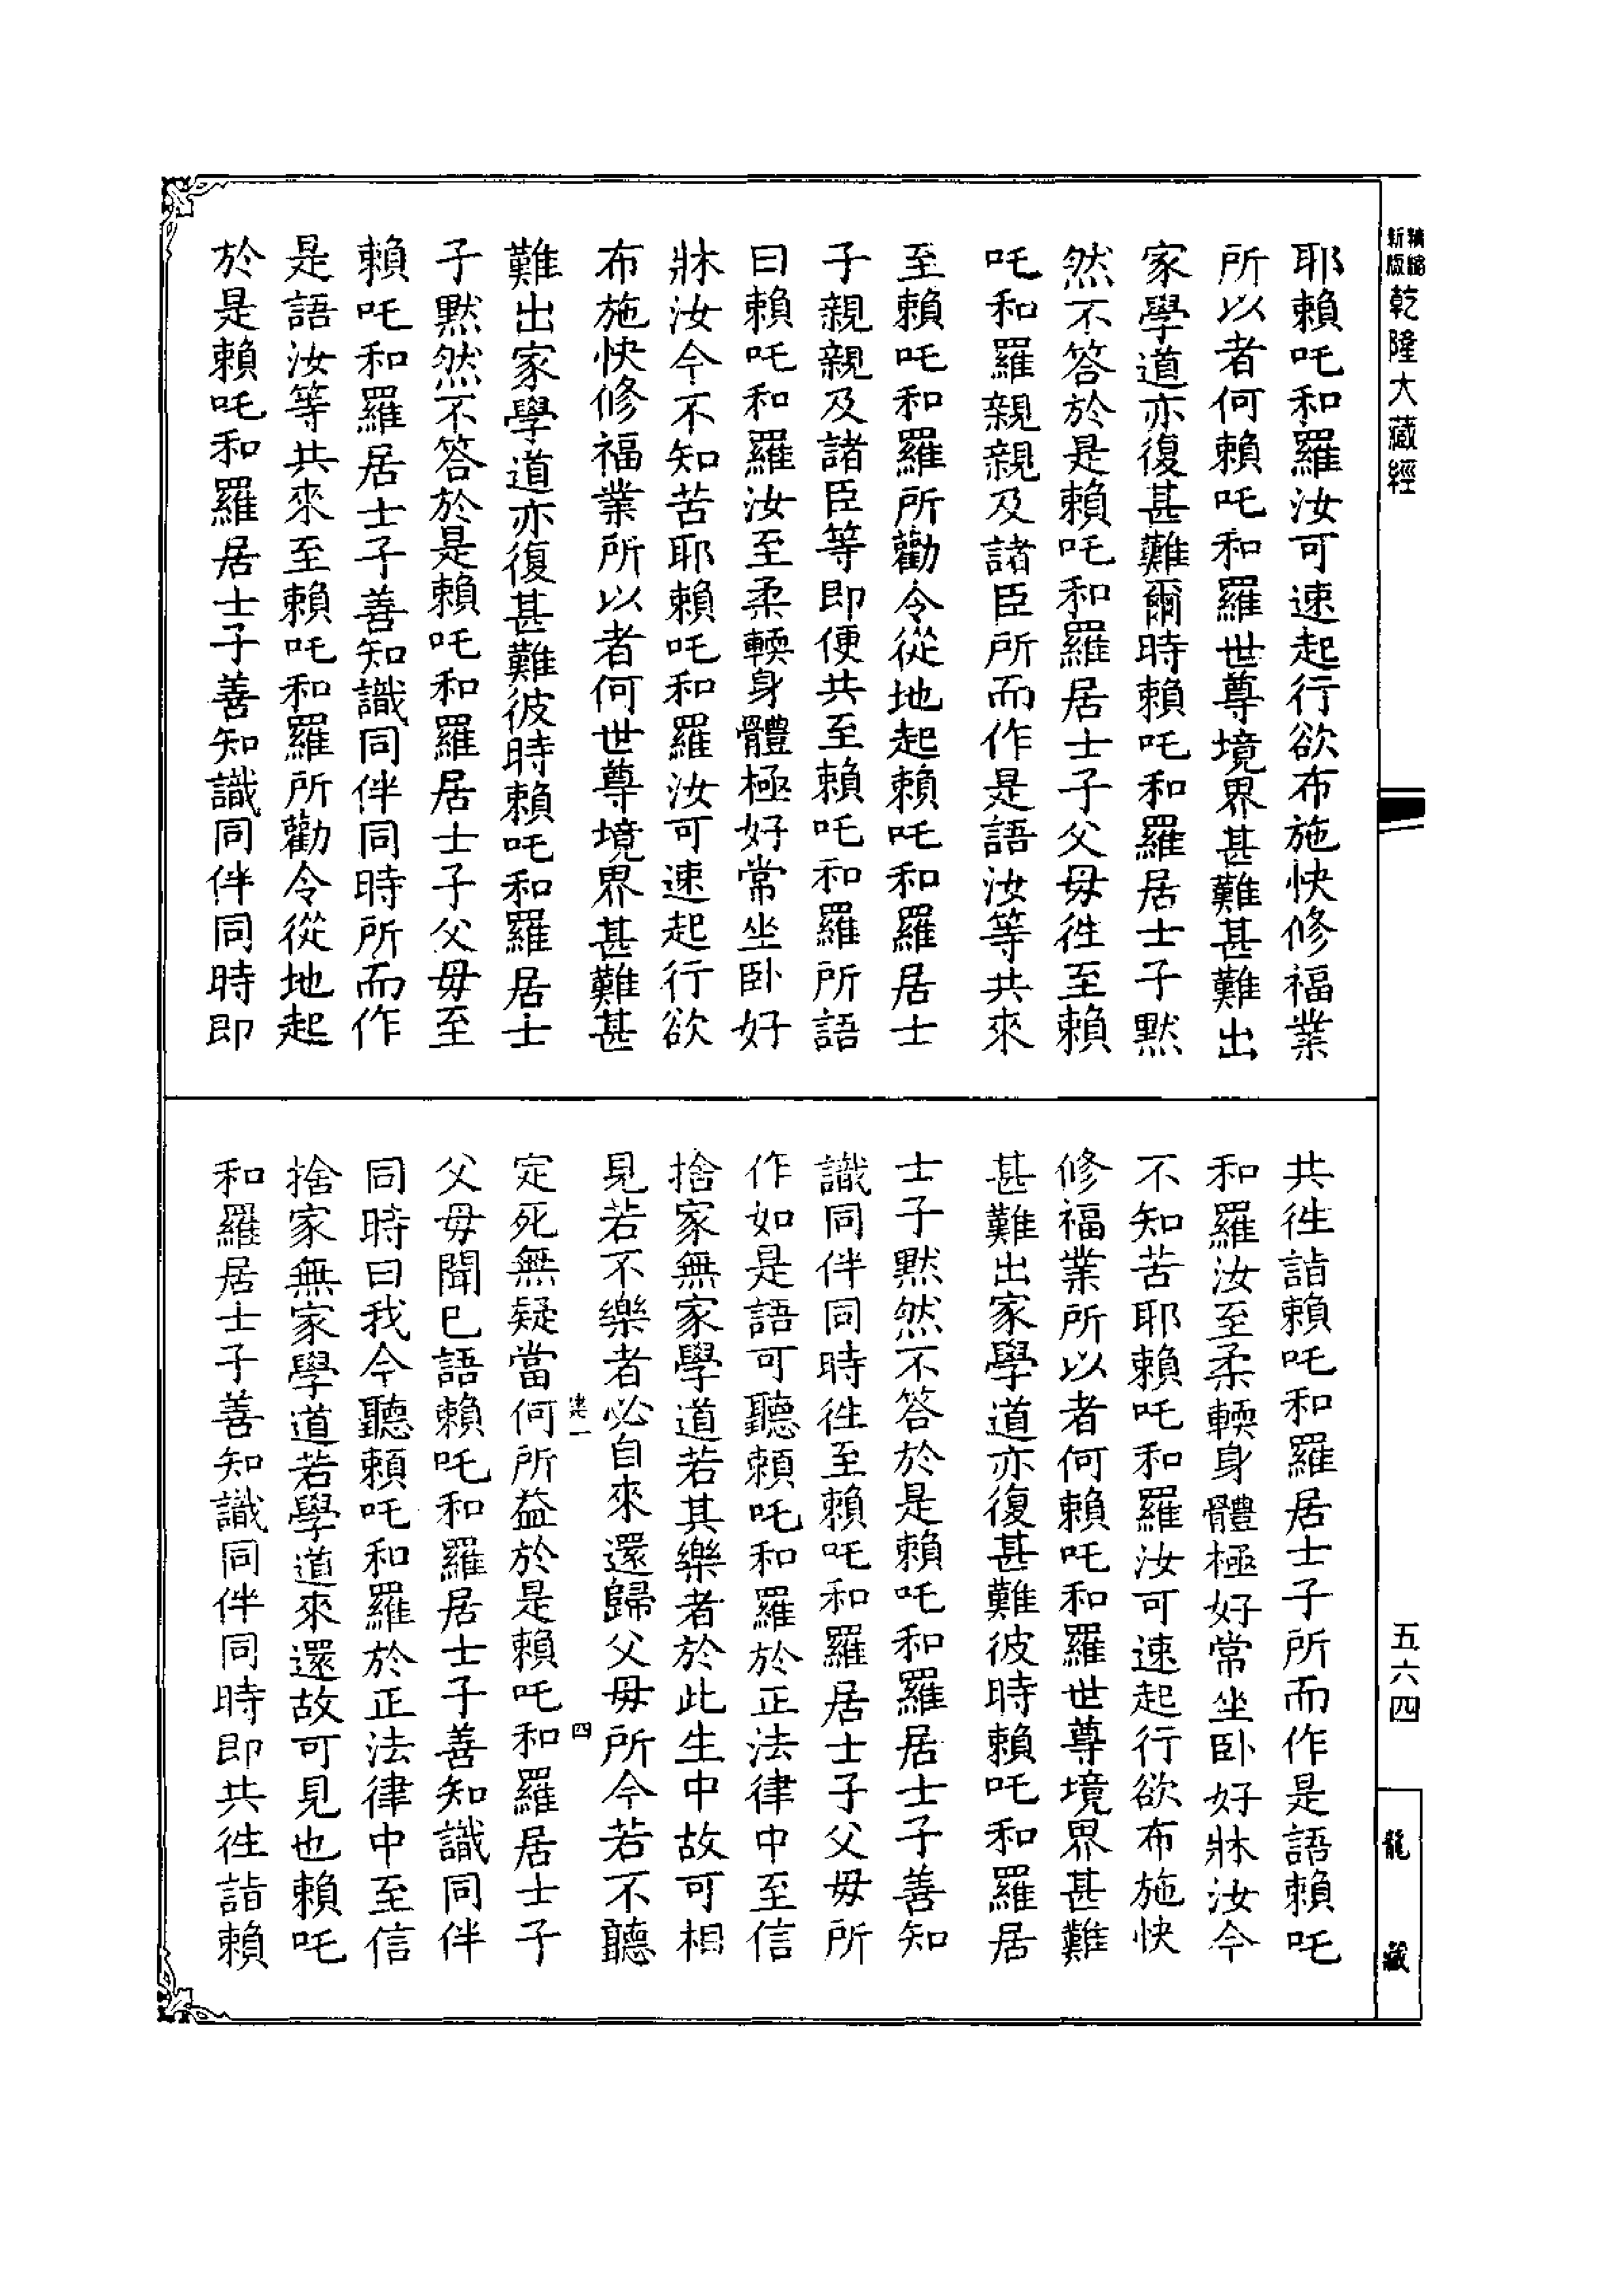 精縮新版乾隆大藏經
耶賴吒和羅汝可速起行欲布施快修福業
所以者何賴吒和羅世尊境界甚難甚難出
家學道亦復甚難爾時賴吒和羅居士子黙
然不答於是賴吒和羅居士子父母徃至賴
吒和羅親親及諸臣所而作是語汝等共來
至賴吒和羅所勸令從地起賴吒和羅居士
子親親及諸臣等即便共至賴吒和羅所語
曰賴吒和羅汝至柔輭身體極好常坐卧好
牀汝今不知苦耶賴吒和羅汝可速起行欲
布施快修福業所以者何世尊境界甚難甚
難出家學道亦復甚難彼時賴吒和羅居士
子黙然不答於是賴吒和羅居士子父母至
賴吒和羅居士子善知識同伴同時所而作
是語汝等共來至賴吒和羅所勸令從地起
於是賴吒和羅居士子善知識同伴同時即
共徃詣賴吒和羅居士子所而作是語賴吒
和羅汝至柔輭身體極好常坐卧好牀汝今
不知苦耶賴吒和羅汝可速起行欲布施快
修福業所以者何賴吒和羅世尊境界甚難
甚難出家學道亦復甚難彼時賴吒和羅居
士子黙然不答於是賴吒和羅居士子善知
識同伴同時徃至賴吒和羅居士子父母所
作如是語可聽賴吒和羅於正法律中至信
捨家無家學道若其樂者於此生中故可相
見若不樂者必自來還歸父母所今若不聽
定死無疑當何所益於是賴吒和羅居士子
父母聞已語賴吒和羅居士子善知識同伴
同時曰我今聽賴吒和羅於正法律中至信
捨家無家學道若學道來還故可見也賴吒
和羅居士子善知識同伴同時即共徃詣賴
一
四
五六四
龍藏